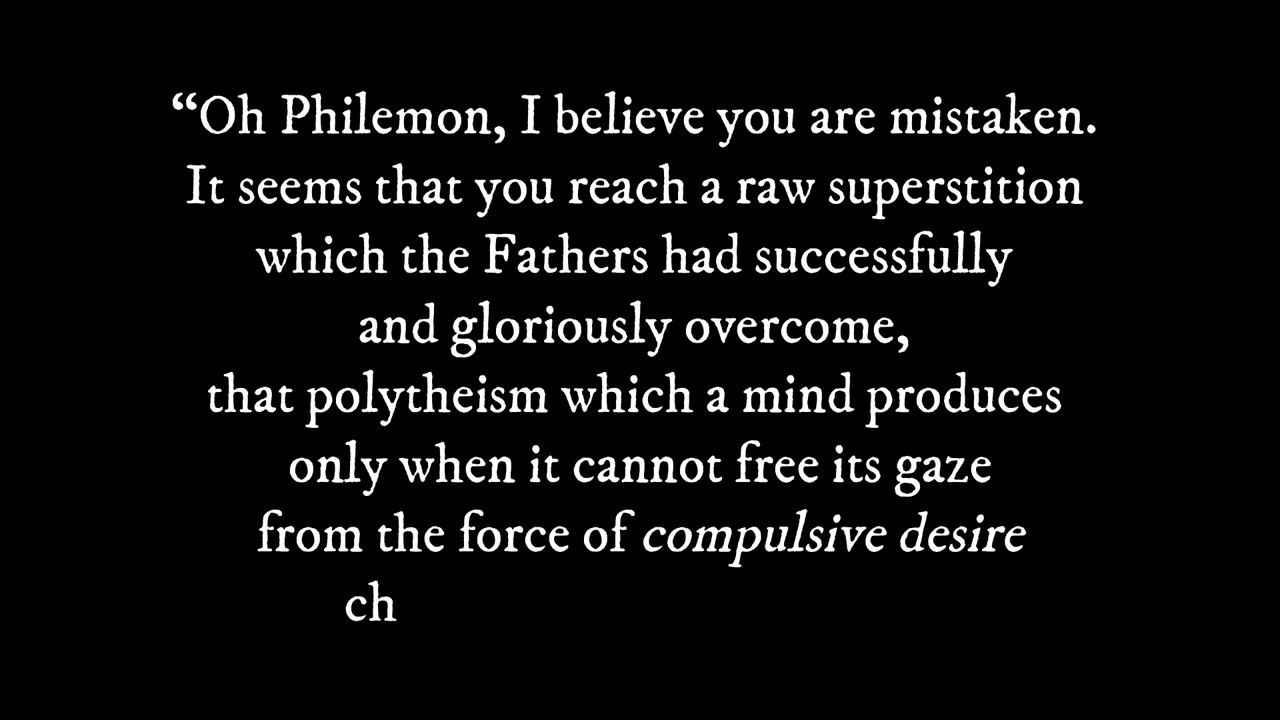 “Oh Philemon, I believe you are mistaken.
It seems that you reach a raw superstition
which the Fathers had successfully
and gloriously overcome,
that polytheism which a mind produces
only when it cannot free its gaze
from the force of compulsive desire
ch